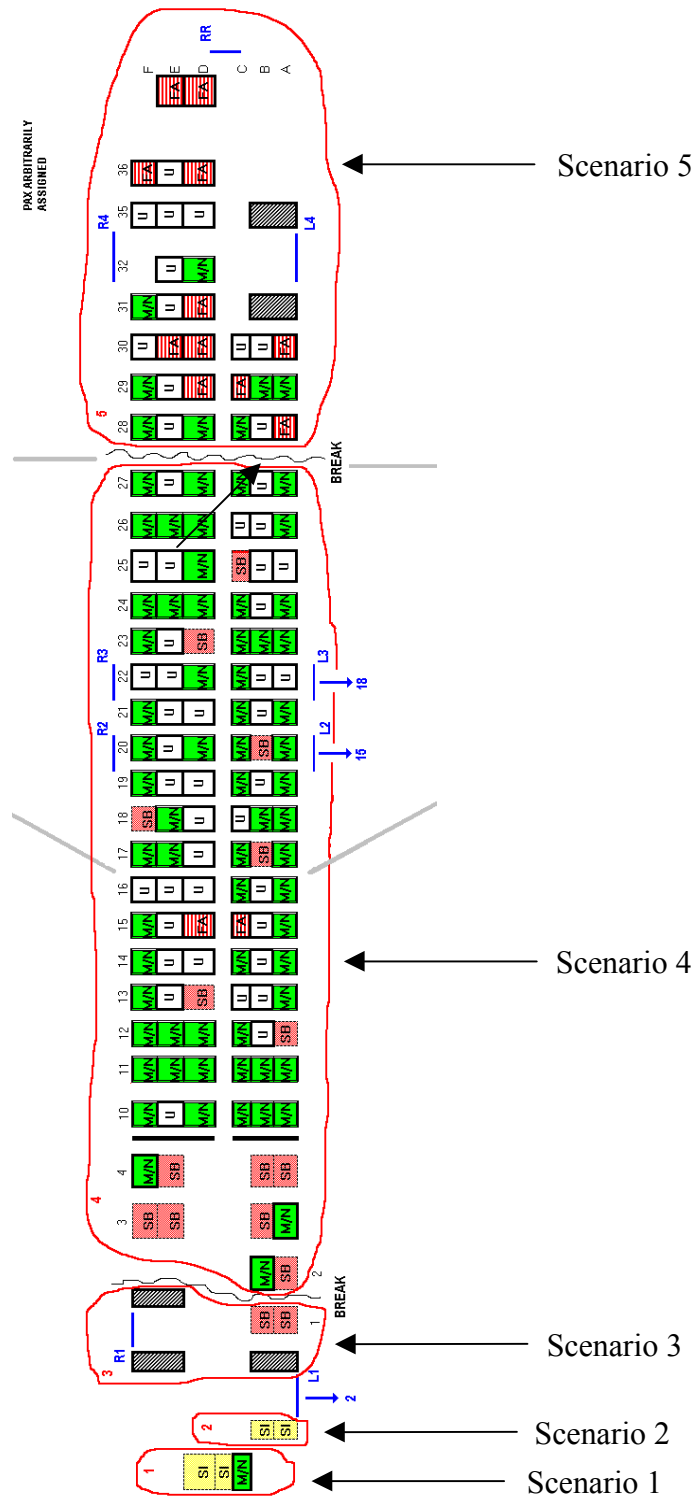 PAX ARBITRARILY
ASSIGNED
RR
F E D C B A
FA FA
Scenario 5
36 FA U FA
35 U U U
R4 L4
32 U M/N
31 M/N U FA
30 U FA FA U U FA
29 M/N U FA FA M/N M/N
28 M/N U M/N M/N U FA
5
BREAK
27 M/N U M/N M/N U M/N
26 M/N M/N M/N U U M/N
25 U U M/N SB U U
24 M/N M/N M/N M/N U M/N
23 M/N U SB M/N M/N M/N
R3 L3
22 U U M/N M/N U U
18
21 M/N U U M/N U M/N
R2 L2
20 M/N U M/N M/N SB M/N
15
19 M/N U U M/N U M/N
18 SB M/N U U M/N M/N
17 M/N M/N U M/N SB M/N
16 U U U M/N U M/N
15 M/N U FA FA U M/N
14 M/N U U M/N U M/N
Scenario 4
13 M/N U SB U U M/N
12 M/N M/N M/N M/N U SB
11 M/N M/N M/N M/N M/N M/N
10 M/N U M/N M/N M/N M/N
4 M/N SB SB SB
4
3 SB SB SB M/N
M/N SB 2
BREAK
SB SB 1
R1
Scenario 3
3
L1
2
2 SI SI
Scenario 2
1 SI SI M/N
Scenario 1